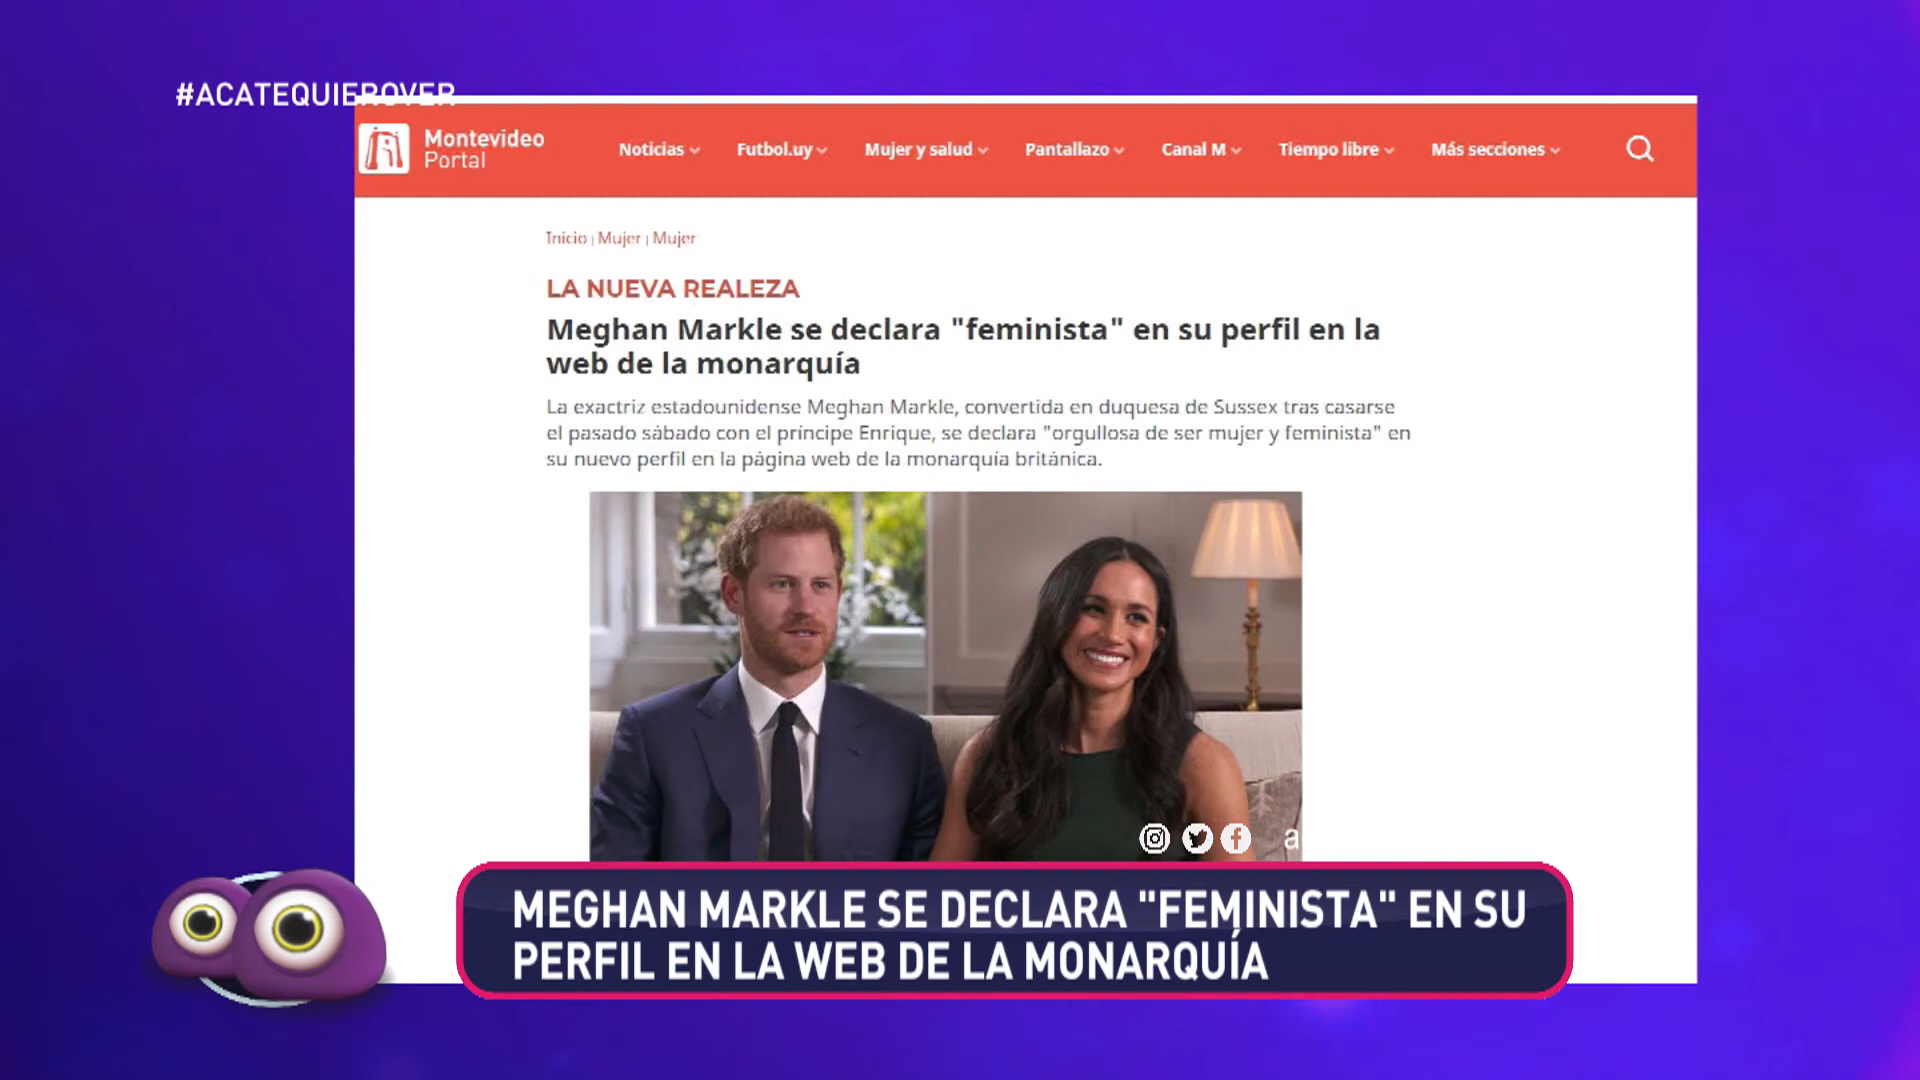 #ACATEQUIEROVER
Montevideo
Portal
Noticias
Futbol.uy
Mujer y salud
Pantallazo
Canal M
Tiempo libre
Más secciones
Inicio | Mujer | Mujer
LA NUEVA REALEZA
Meghan Markle se declara "feminista" en su perfil en la
web de la monarquía
La exactriz estadounidense Meghan Markle, convertida en duquesa de Sussex tras casarse
el pasado sábado con el príncipe Enrique, se declara "orgullosa de ser mujer y feminista" en
su nuevo perfil en la página web de la monarquía británica.
a
MEGHAN MARKLE SE DECLARA "FEMINISTA" EN SU
PERFIL EN LA WEB DE LA MONARQUÍA